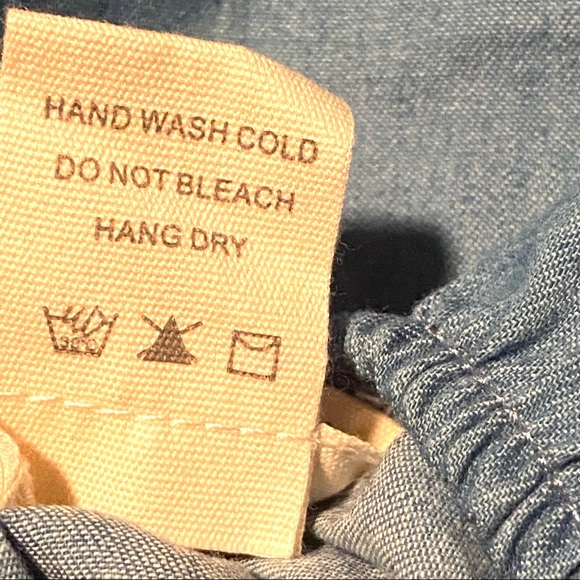 HAND WASH COLD
DO NOT BLEACH
HANG DRY